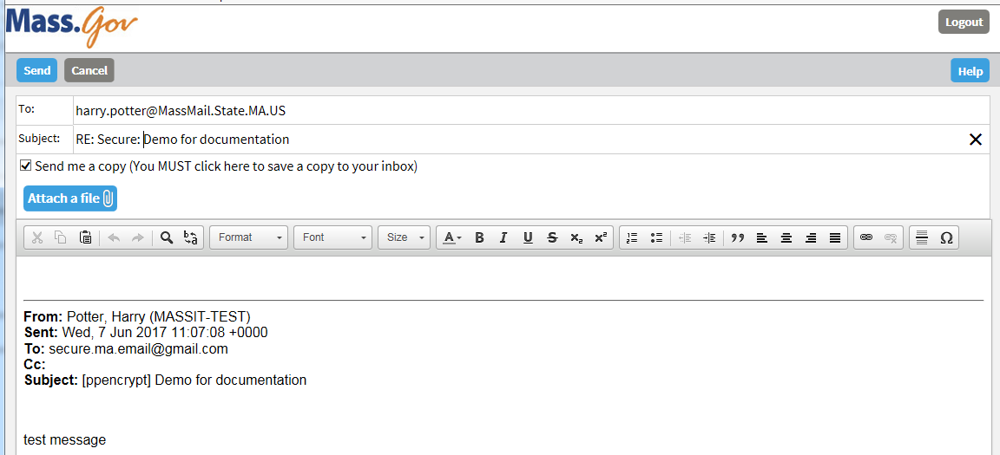 Mass.Gov
Logout
Send Cancel Help
To: harry.potter@MassMail.State.MA.US
Subject: RE: Secure: Demo for documentation
Send me a copy (You MUST click here to save a copy to your inbox)
Attach a file
Format Font Size A B I U S x₂ x²
From: Potter, Harry (MASSIT-TEST)
Sent: Wed, 7 Jun 2017 11:07:08 +0000
To: secure.ma.email@gmail.com
Cc:
Subject: [ppencrypt] Demo for documentation
test message